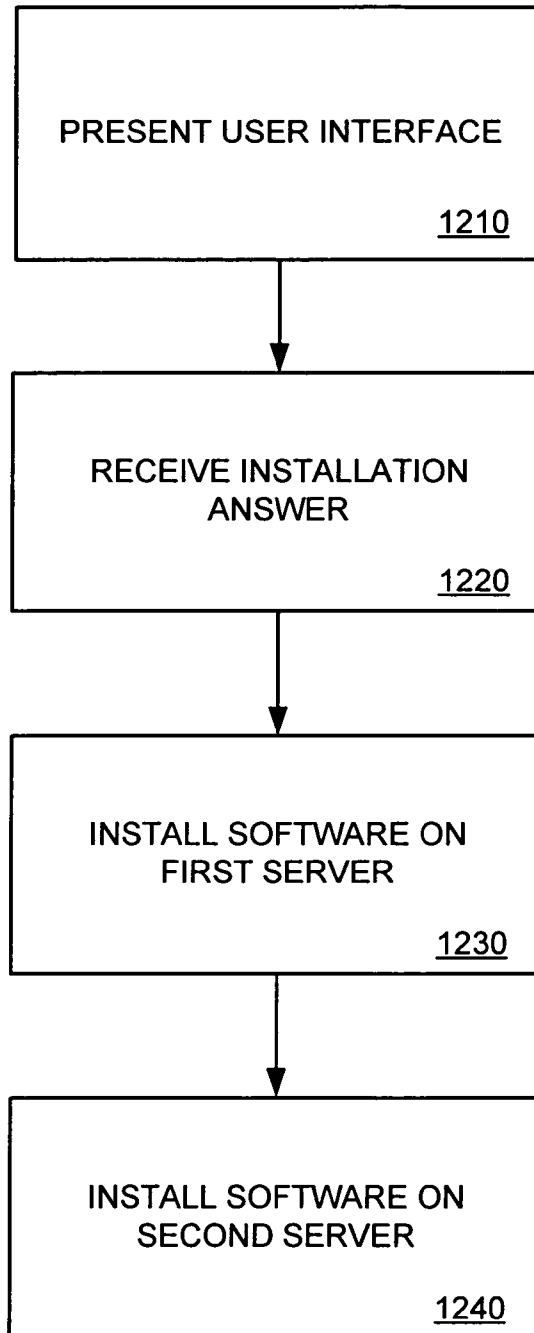 PRESENT USER INTERFACE
1210
RECEIVE INSTALLATION
ANSWER
1220
INSTALL SOFTWARE ON
FIRST SERVER
1230
INSTALL SOFTWARE ON
SECOND SERVER
1240